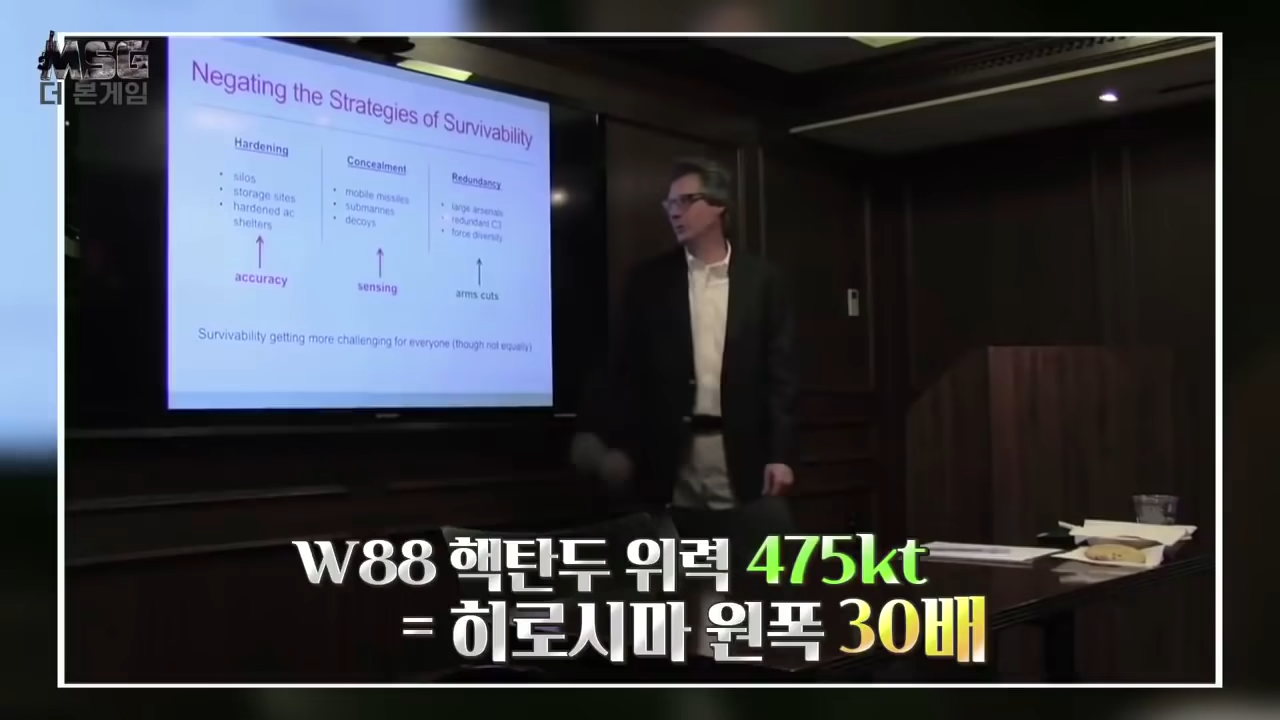 MSG
더 본게임
Negating the Strategies of Survivability
Hardening
• silos
• storage sites
• hardened ac
shelters
accuracy
Concealment
• mobile missiles
• submarines
• decoys
sensing
Redundancy
• large arsenals
• redundant C3
• force diversity
arms cuts
Survivability getting more challenging for everyone (though not equally)
W88 핵탄두 위력 475kt
= 히로시마 원폭 30배